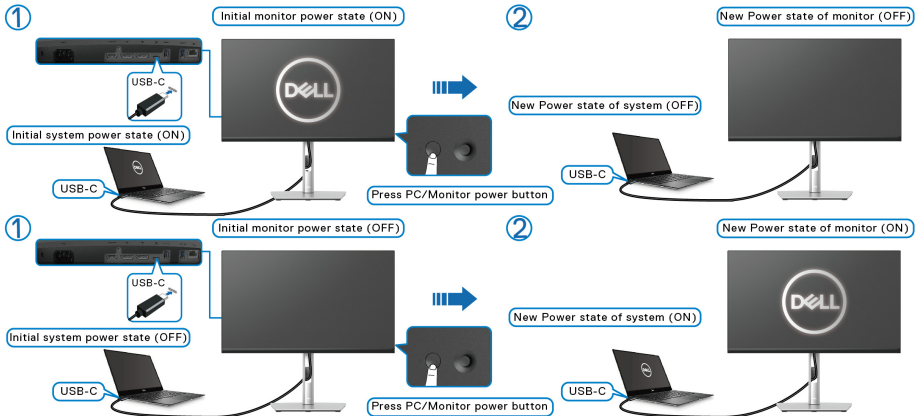 1
Initial monitor power state (ON)
2
New Power state of monitor (OFF)
USB-C
DELL
New Power state of system (OFF)
Initial system power state (ON)
DELL
USB-C
USB-C
Press PC/Monitor power button
1
Initial monitor power state (OFF)
2
New Power state of monitor (ON)
USB-C
DELL
New Power state of system (ON)
Initial system power state (OFF)
DELL
USB-C
USB-C
Press PC/Monitor power button